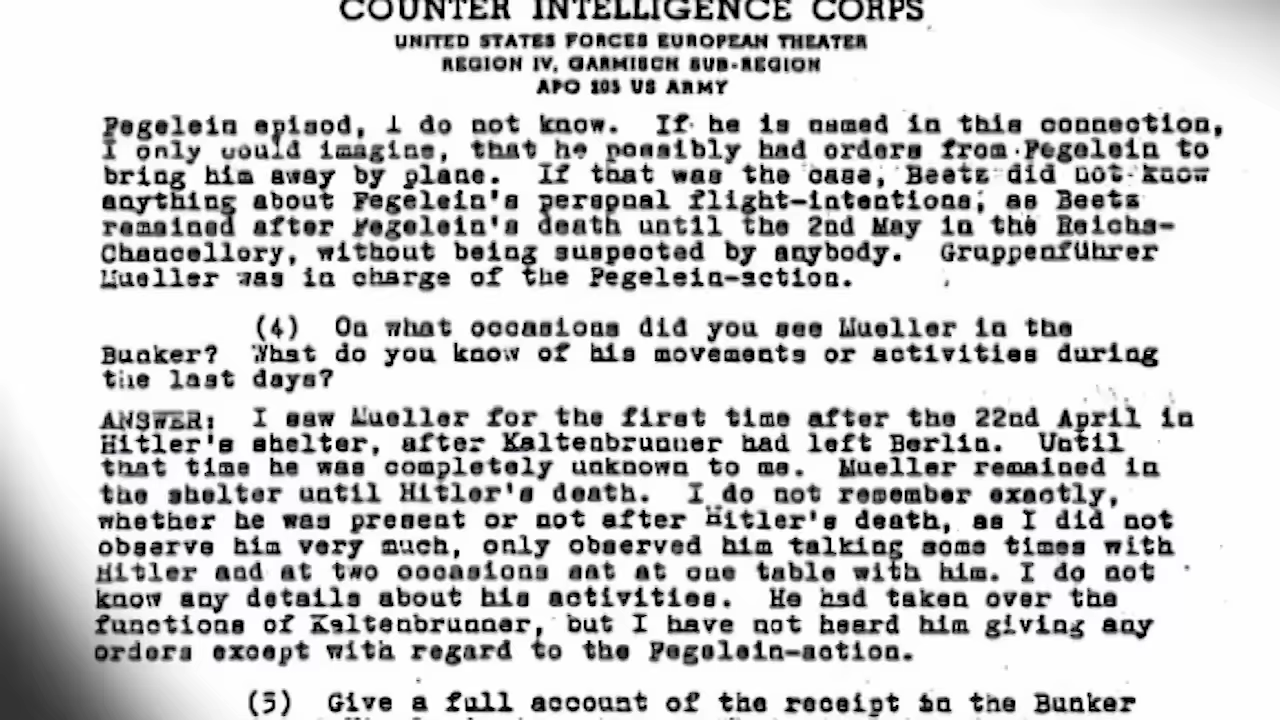 COUNTER INTELLIGENCE CORPS
UNITED STATES FORCES EUROPEAN THEATER
REGION IV, GARMISCH SUB-REGION
APO 205 US ARMY
Fegelein episod, I do not know. If he is named in this connection,
I only would imagine, that he possibly had orders from Fegelein to
bring him away by plane. If that was the case, Beetz did not know
anything about Fegelein's personal flight-intentions, as Beetz
remained after Fegelein's death until the 2nd May in the Reichs-
Chancellory, without being suspected by anybody. Gruppenführer
Mueller was in charge of the Fegelein-action.
(4) On what occasions did you see Mueller in the
Bunker? What do you know of his movements or activities during
the last days?
ANSWER: I saw Mueller for the first time after the 22nd April in
Hitler's shelter, after Kaltenbrunner had left Berlin. Until
that time he was completely unknown to me. Mueller remained in
the shelter until Hitler's death. I do not remember exactly,
whether he was present or not after Hitler's death, as I did not
observe him very much, only observed him talking some times with
Hitler and at two occasions sat at one table with him. I do not
know any details about his activities. He had taken over the
functions of Kaltenbrunner, but I have not heard him giving any
orders except with regard to the Fegelein-action.
(5) Give a full account of the receipt in the Bunker